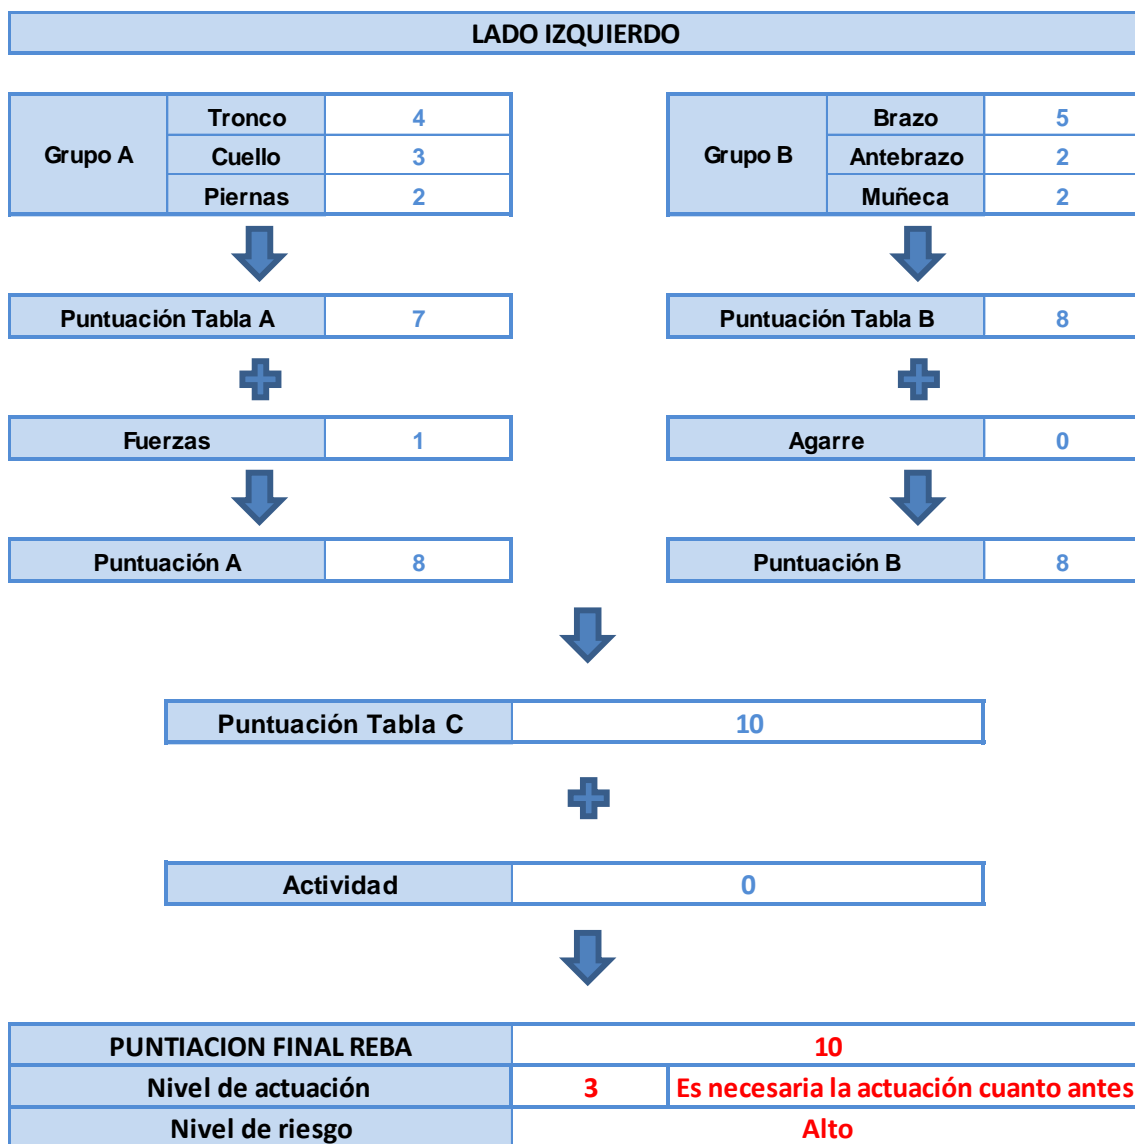 LADO IZQUIERDO
Grupo A
Tronco 4
Cuello 3
Piernas 2
Grupo B
Brazo 5
Antebrazo 2
Muñeca 2
Puntuación Tabla A 7
Puntuación Tabla B 8
Fuerzas 1
Agarre 0
Puntuación A 8
Puntuación B 8
Puntuación Tabla C 10
Actividad 0
PUNTIACION FINAL REBA 10
Nivel de actuación 3 Es necesaria la actuación cuanto antes
Nivel de riesgo Alto